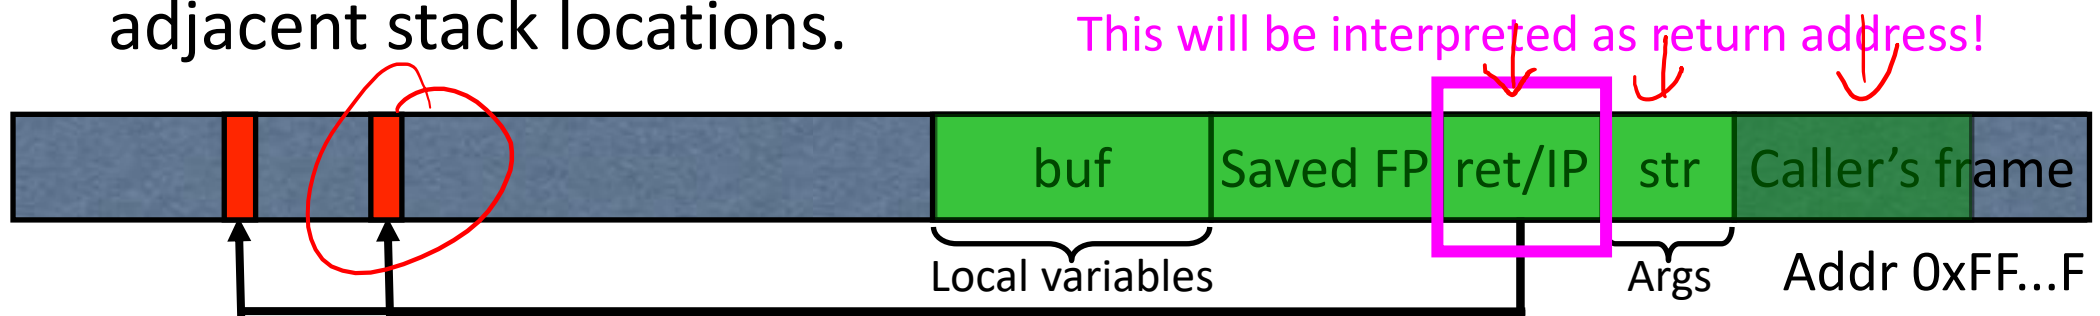 adjacent stack locations.
This will be interpreted as return address!
buf Saved FP ret/IP str Caller's frame
Local variables Args Addr 0xFF...F